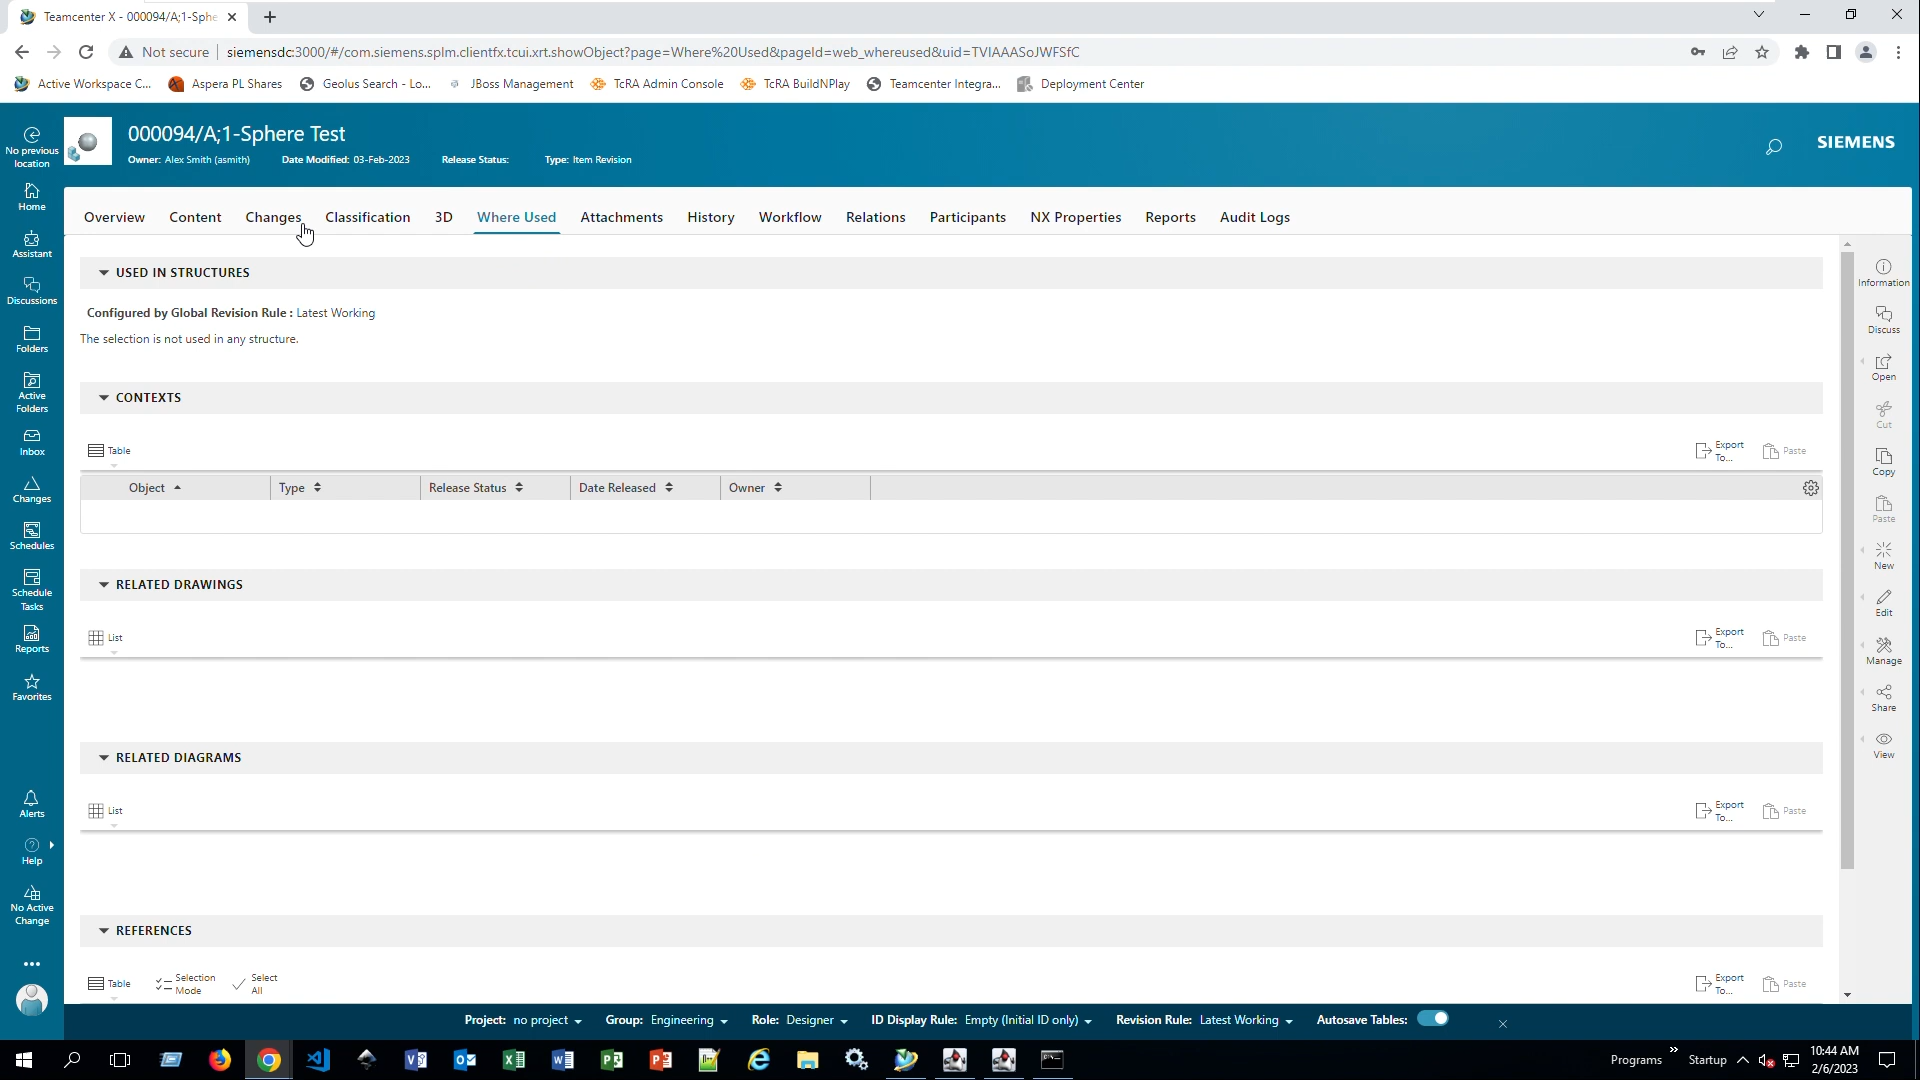 Teamcenter X - 000094/A;1-Sphe
Not secure siemensdc:3000/#/com.siemens.splm.clientfx.tcui.xrt.showObject?page=Where%20Used&pageId=web_whereused&uid=TVIAAASoJWFSfC
Active Workspace C... Aspera PL Shares Geolus Search - Lo... JBoss Management TcRA Admin Console TcRA BuildNPlay Teamcenter Integra... Deployment Center
No previous location
000094/A;1-Sphere Test
Owner: Alex Smith (asmith) Date Modified: 03-Feb-2023 Release Status: Type: Item Revision
SIEMENS
Home
Assistant
Discussions
Folders
Active
Folders
Inbox
Changes
Schedules
Schedule
Tasks
Reports
Favorites
Alerts
Help
No Active
Change
Overview Content Changes Classification 3D Where Used Attachments History Workflow Relations Participants NX Properties Reports Audit Logs
USED IN STRUCTURES
Configured by Global Revision Rule : Latest Working
The selection is not used in any structure.
CONTEXTS
Table Export To... Paste
Object Type Release Status Date Released Owner
RELATED DRAWINGS
List Export To... Paste
RELATED DIAGRAMS
List Export To... Paste
REFERENCES
Table Selection Mode Select All Export To... Paste
Information
Discuss
Open
Cut
Copy
Paste
New
Edit
Manage
Share
View
Project: no project Group: Engineering Role: Designer ID Display Rule: Empty (Initial ID only) Revision Rule: Latest Working Autosave Tables:
Programs Startup 10:44 AM
2/6/2023